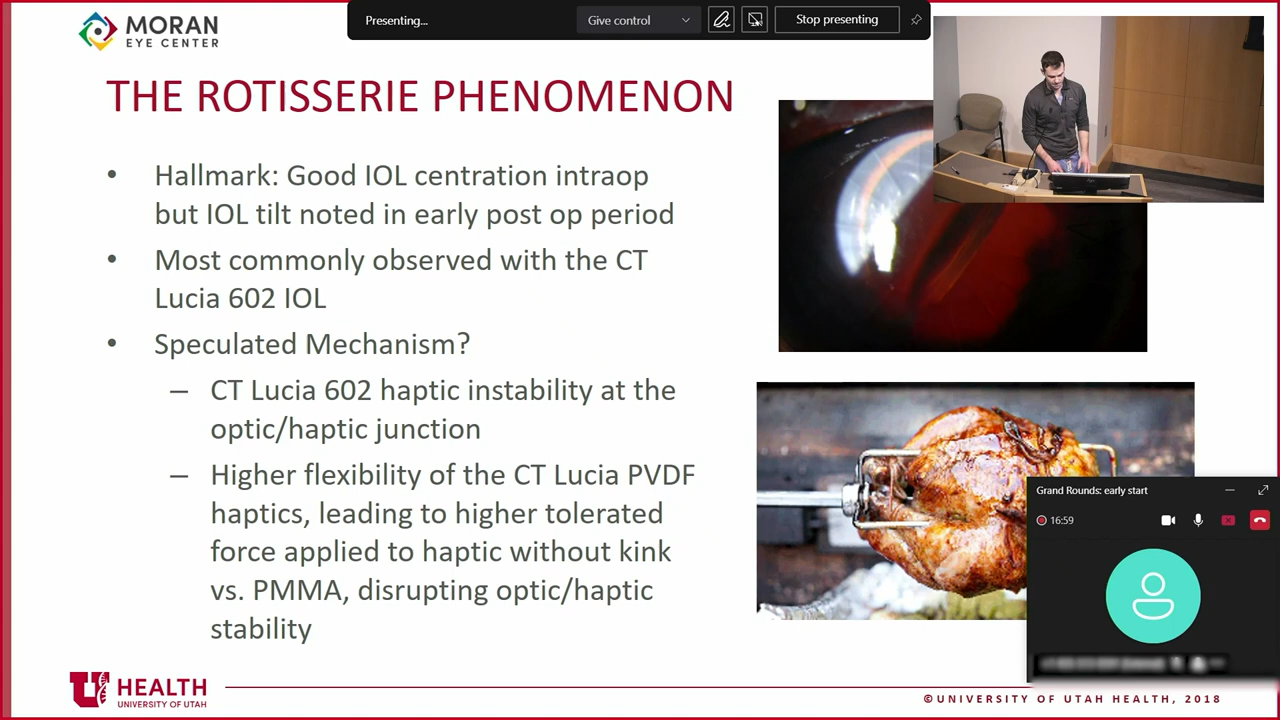 MORAN
EYE CENTER
Presenting...
Give control
Stop presenting
THE ROTISSERIE PHENOMENON
• Hallmark: Good IOL centration intraop
but IOL tilt noted in early post op period
• Most commonly observed with the CT
Lucia 602 IOL
• Speculated Mechanism?
– CT Lucia 602 haptic instability at the
optic/haptic junction
– Higher flexibility of the CT Lucia PVDF
haptics, leading to higher tolerated
force applied to haptic without kink
vs. PMMA, disrupting optic/haptic
stability
Grand Rounds: early start
16:59
U HEALTH
UNIVERSITY OF UTAH
©UNIVERSITY OF UTAH HEALTH, 2018